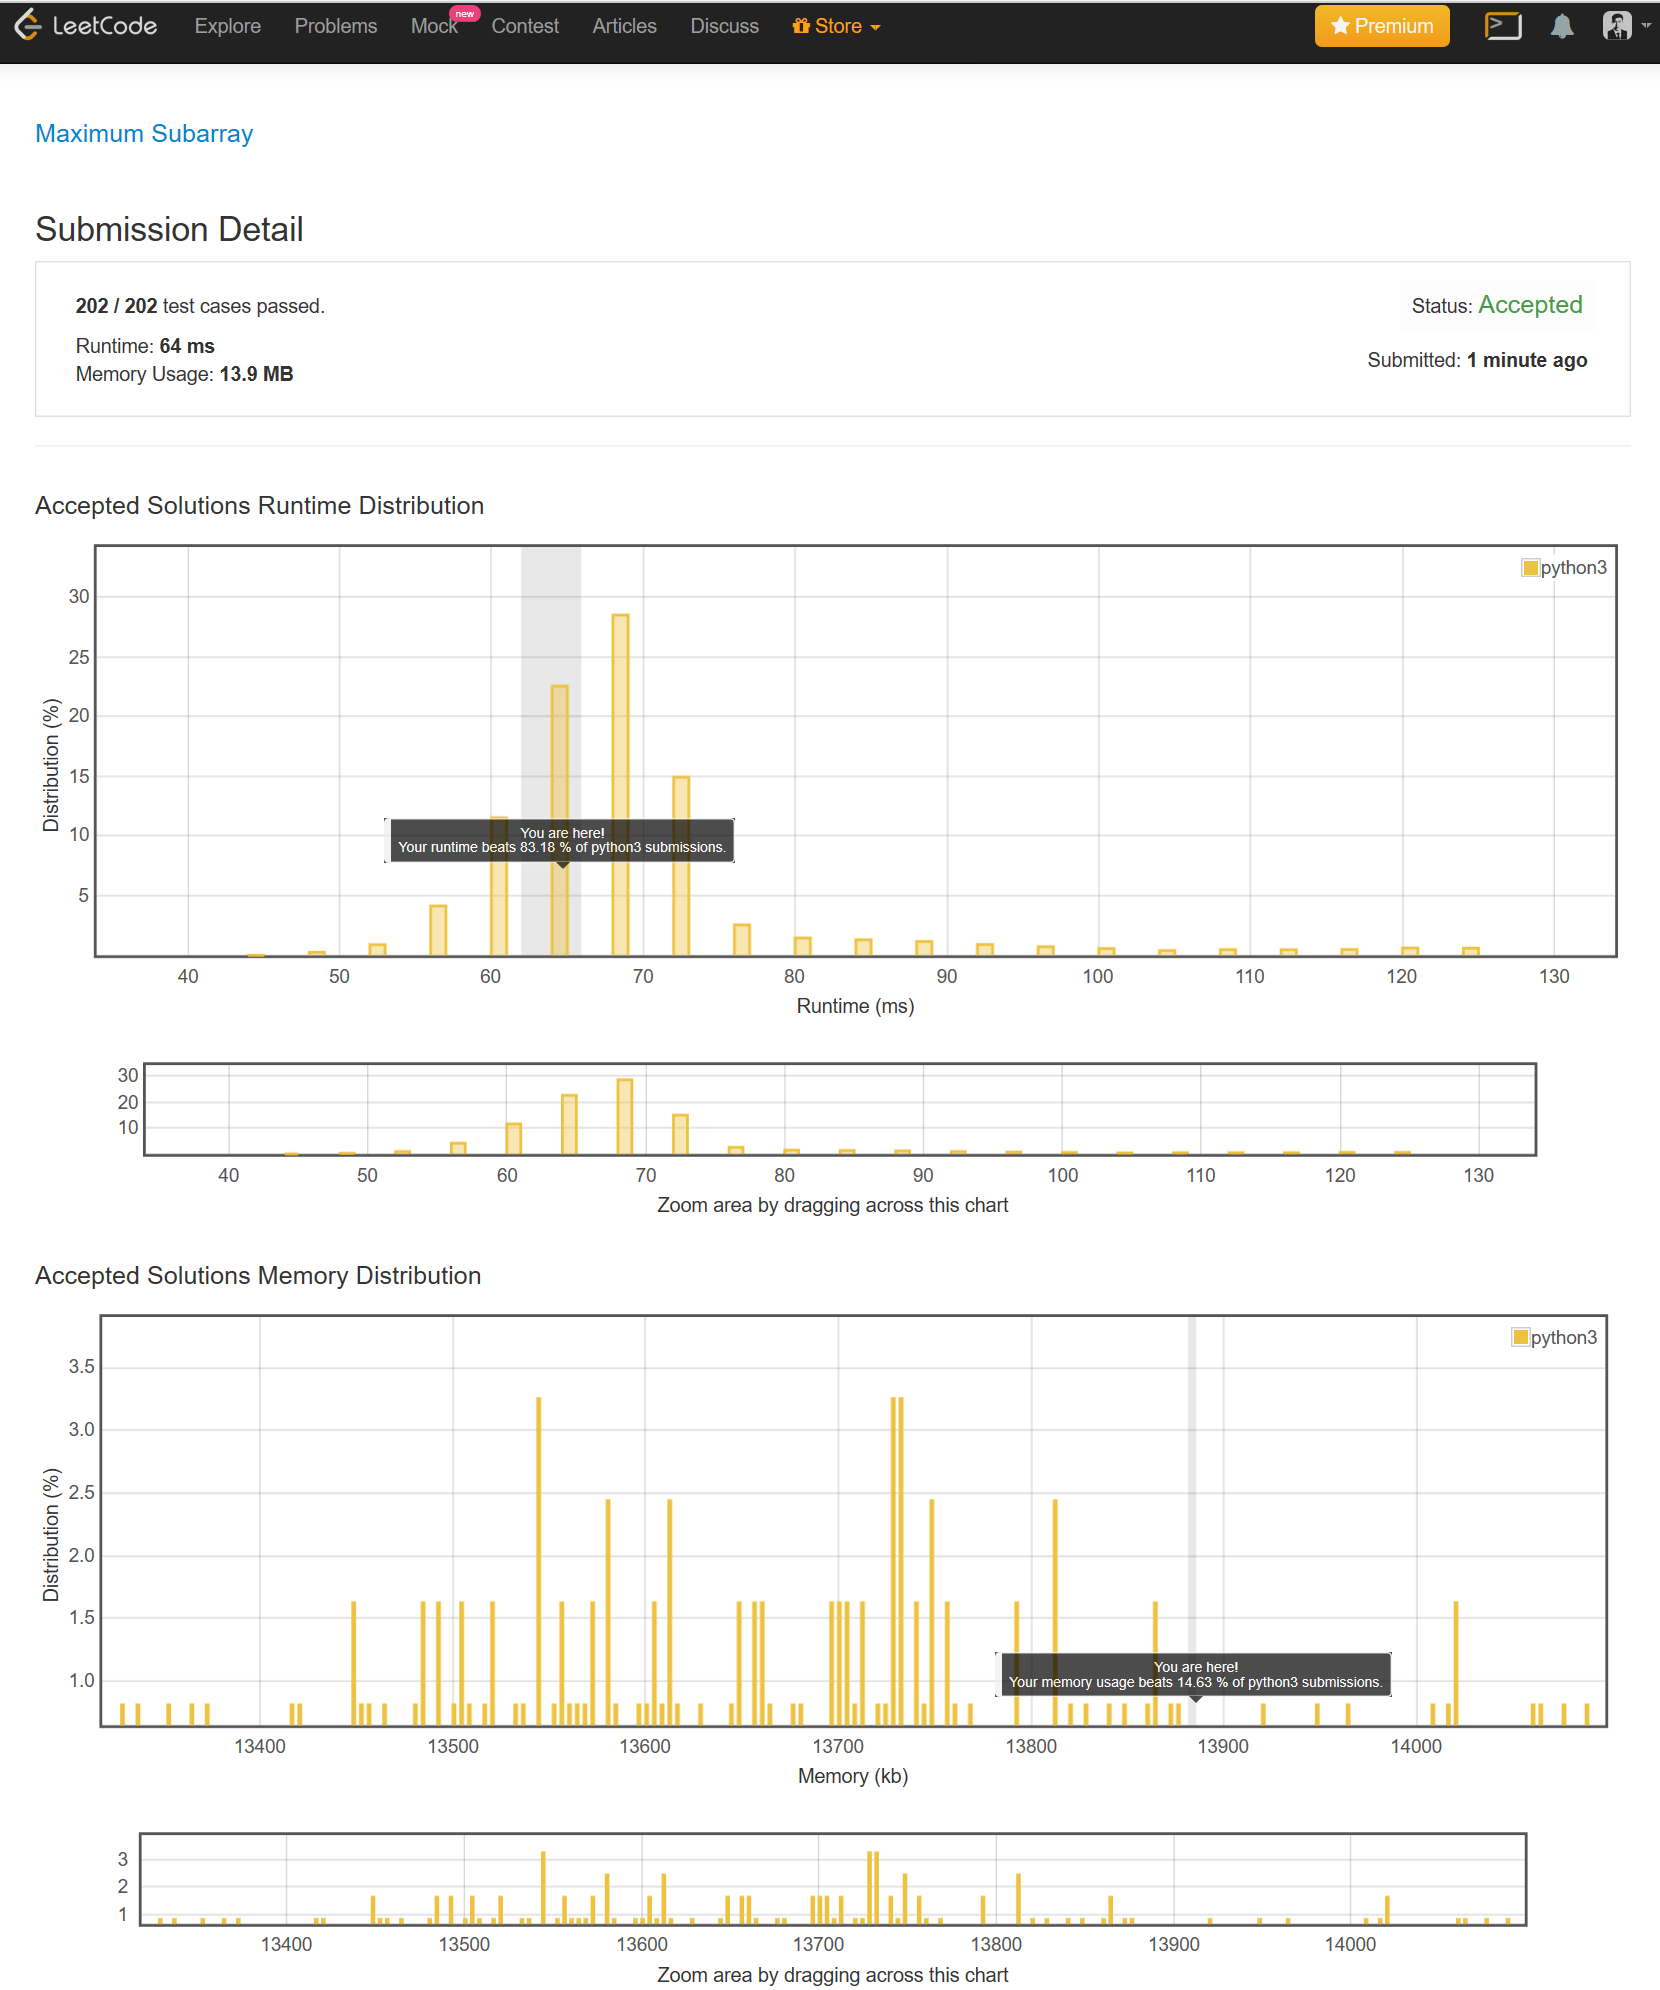 LeetCode Explore Problems Mock new Contest Articles Discuss Store Premium
Maximum Subarray
Submission Detail
202 / 202 test cases passed.
Status: Accepted
Runtime: 64 ms
Submitted: 1 minute ago
Memory Usage: 13.9 MB
Accepted Solutions Runtime Distribution
python3
30
25
20
15
10
5
Distribution (%)
You are here!
Your runtime beats 83.18 % of python3 submissions.
40 50 60 70 80 90 100 110 120 130
Runtime (ms)
30
20
10
40 50 60 70 80 90 100 110 120 130
Zoom area by dragging across this chart
Accepted Solutions Memory Distribution
python3
3.5
3.0
2.5
2.0
1.5
1.0
Distribution (%)
You are here!
Your memory usage beats 14.63 % of python3 submissions.
13400 13500 13600 13700 13800 13900 14000
Memory (kb)
3
2
1
13400 13500 13600 13700 13800 13900 14000
Zoom area by dragging across this chart